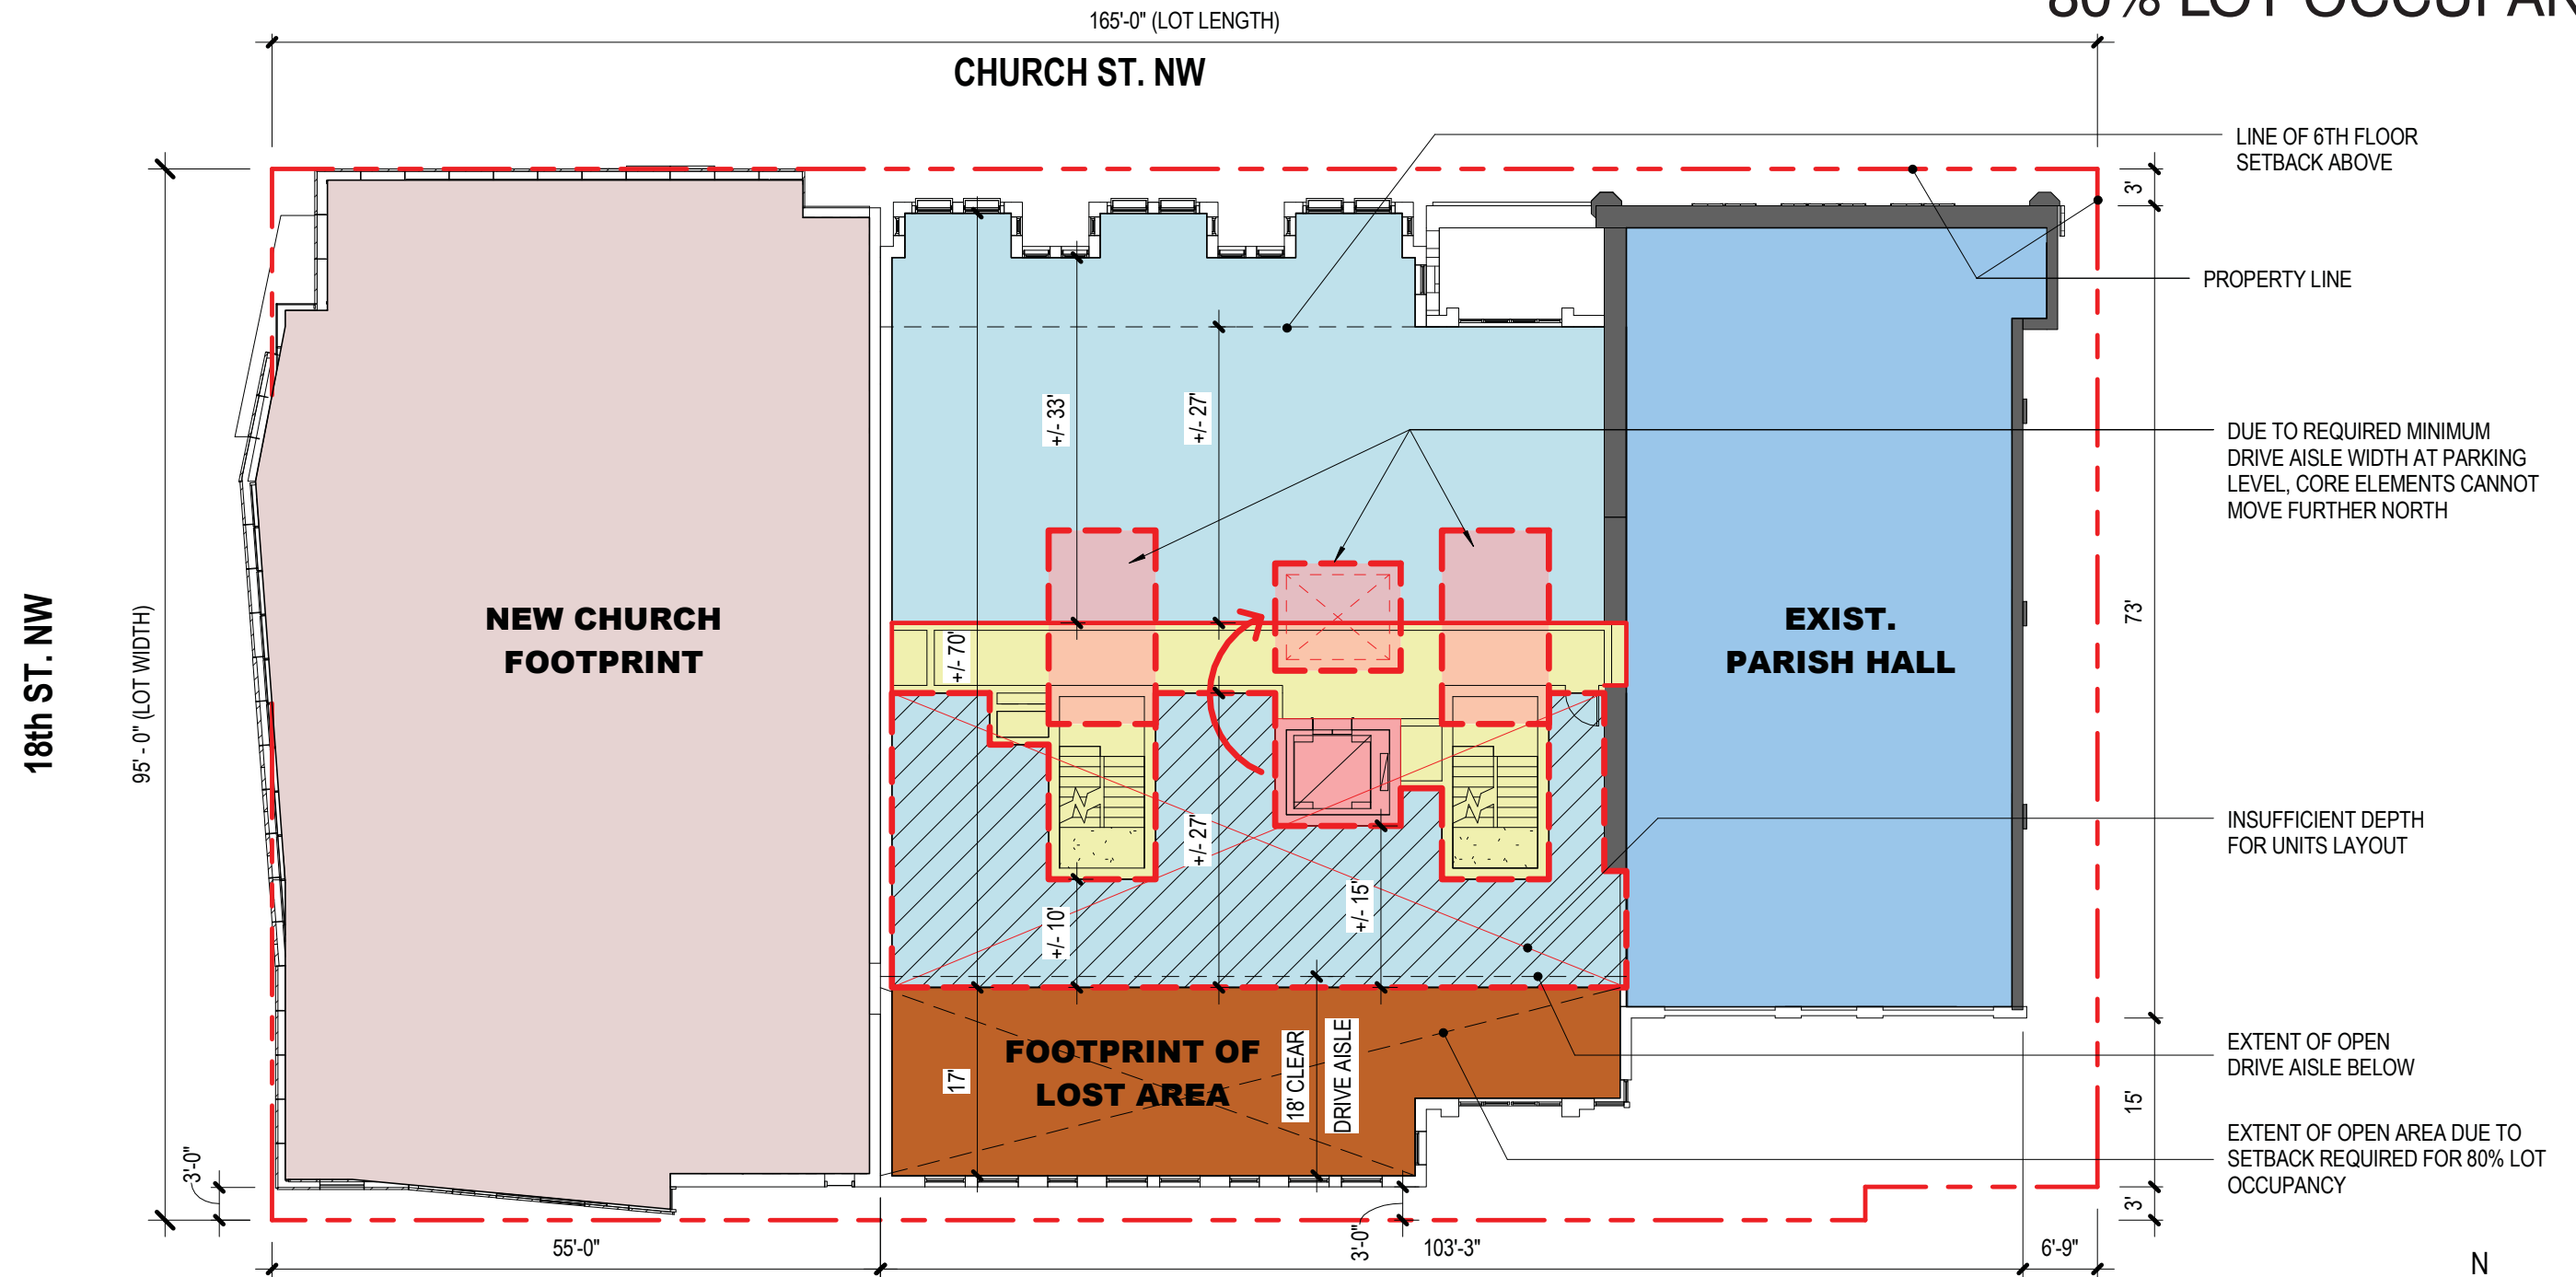 80% LOT OCCUPAN
165'-0" (LOT LENGTH)
CHURCH ST. NW
LINE OF 6TH FLOOR
SETBACK ABOVE
3'
PROPERTY LINE
+/- 33'
+/- 27'
DUE TO REQUIRED MINIMUM
DRIVE AISLE WIDTH AT PARKING
LEVEL, CORE ELEMENTS CANNOT
MOVE FURTHER NORTH
18th ST. NW
95' - 0" (LOT WIDTH)
NEW CHURCH
FOOTPRINT
+/- 70'
EXIST.
PARISH HALL
73'
+/- 27'
+/- 10'
+/- 15'
INSUFFICIENT DEPTH
FOR UNITS LAYOUT
FOOTPRINT OF
LOST AREA
17'
18' CLEAR
DRIVE AISLE
EXTENT OF OPEN
DRIVE AISLE BELOW
15'
EXTENT OF OPEN AREA DUE TO
SETBACK REQUIRED FOR 80% LOT
OCCUPANCY
3'-0"
3'
55'-0"
3'-0"
103'-3"
6'-9"
N